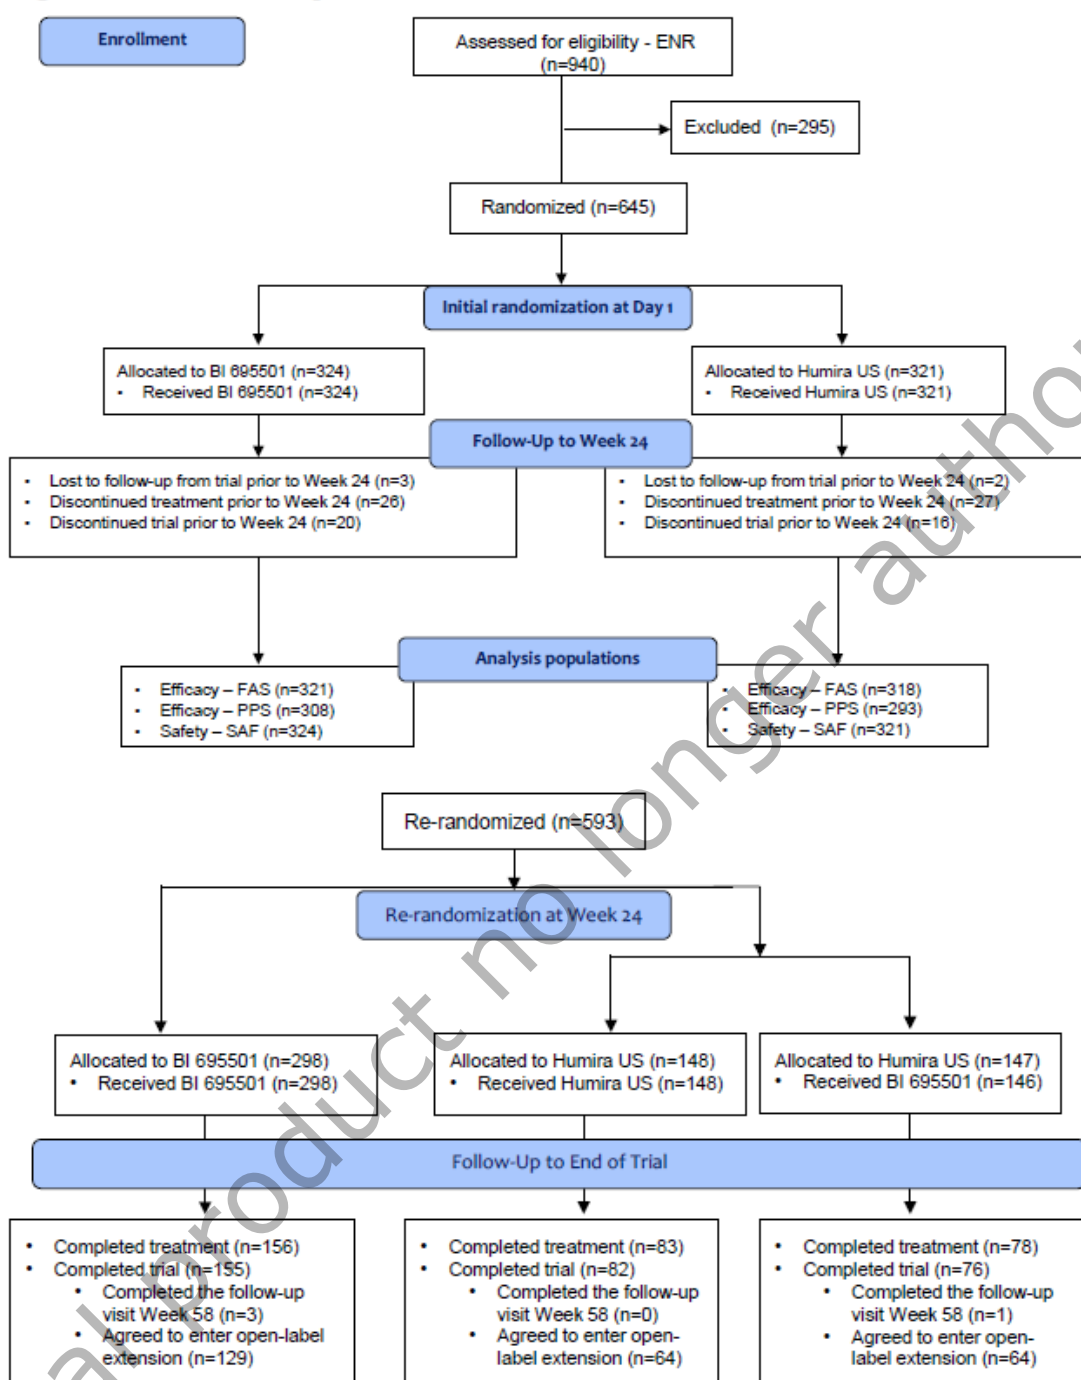 Enrollment
Assessed for eligibility - ENR
(n=940)
Excluded (n=295)
Randomized (n=645)
Initial randomization at Day 1
Allocated to BI 695501 (n=324)
• Received BI 695501 (n=324)
Allocated to Humira US (n=321)
• Received Humira US (n=321)
Follow-Up to Week 24
• Lost to follow-up from trial prior to Week 24 (n=3)
• Discontinued treatment prior to Week 24 (n=26)
• Discontinued trial prior to Week 24 (n=20)
• Lost to follow-up from trial prior to Week 24 (n=2)
• Discontinued treatment prior to Week 24 (n=27)
• Discontinued trial prior to Week 24 (n=16)
Analysis populations
• Efficacy – FAS (n=321)
• Efficacy – PPS (n=308)
• Safety – SAF (n=324)
• Efficacy – FAS (n=318)
• Efficacy – PPS (n=293)
• Safety – SAF (n=321)
Re-randomized (n=593)
Re-randomization at Week 24
Allocated to BI 695501 (n=298)
• Received BI 695501 (n=298)
Allocated to Humira US (n=148)
• Received Humira US (n=148)
Allocated to Humira US (n=147)
• Received BI 695501 (n=146)
Follow-Up to End of Trial
• Completed treatment (n=156)
• Completed trial (n=155)
• Completed the follow-up
visit Week 58 (n=3)
• Agreed to enter open-label
extension (n=129)
• Completed treatment (n=83)
• Completed trial (n=82)
• Completed the follow-up
visit Week 58 (n=0)
• Agreed to enter open-
label extension (n=64)
• Completed treatment (n=78)
• Completed trial (n=76)
• Completed the follow-up
visit Week 58 (n=1)
• Agreed to enter open-
label extension (n=64)
al product no longer autho